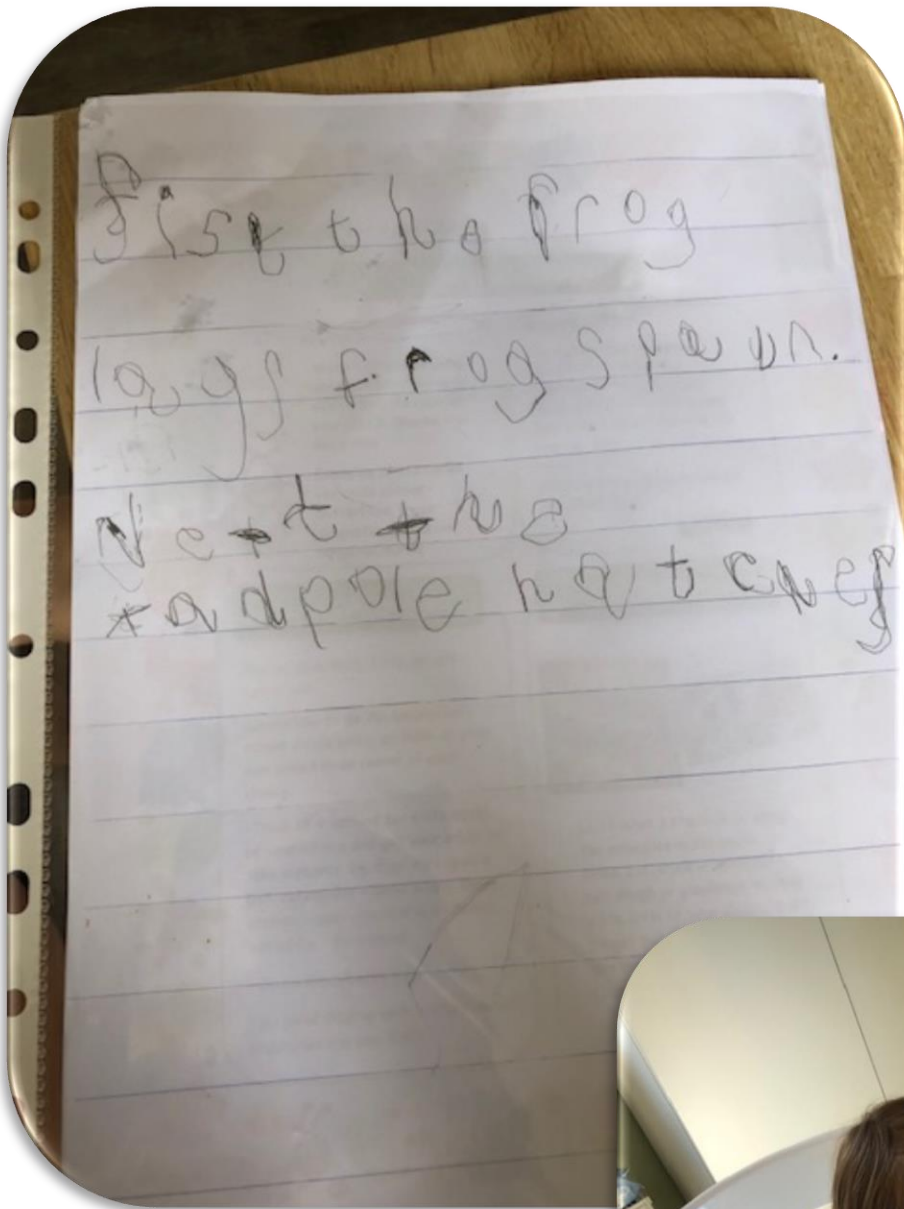 fist the frog
lays frog spawn.
Next the
tadpole hatches